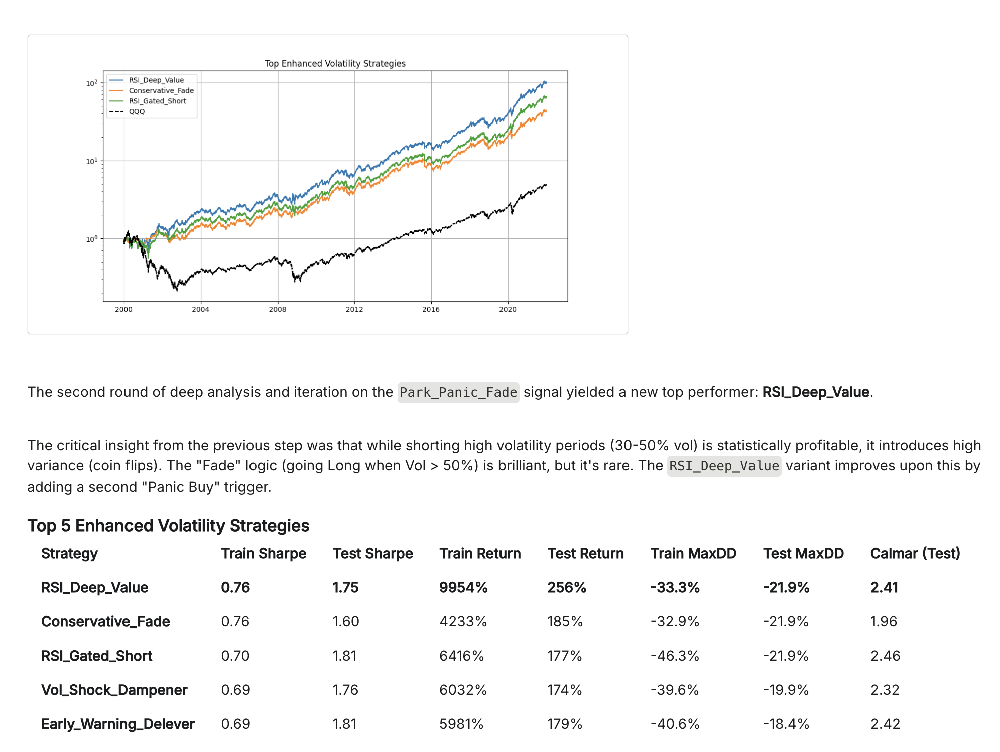 Top Enhanced Volatility Strategies
RSI_Deep_Value
Conservative_Fade
RSI_Gated_Short
QQQ
10²
10¹
10⁰
2000 2004 2008 2012 2016 2020
The second round of deep analysis and iteration on the Park_Panic_Fade signal yielded a new top performer: RSI_Deep_Value.
The critical insight from the previous step was that while shorting high volatility periods (30-50% vol) is statistically profitable, it introduces high
variance (coin flips). The "Fade" logic (going Long when Vol > 50%) is brilliant, but it's rare. The RSI_Deep_Value variant improves upon this by
adding a second "Panic Buy" trigger.
Top 5 Enhanced Volatility Strategies
Strategy Train Sharpe Test Sharpe Train Return Test Return Train MaxDD Test MaxDD Calmar (Test)
RSI_Deep_Value 0.76 1.75 9954% 256% -33.3% -21.9% 2.41
Conservative_Fade 0.76 1.60 4233% 185% -32.9% -21.9% 1.96
RSI_Gated_Short 0.70 1.81 6416% 177% -46.3% -21.9% 2.46
Vol_Shock_Dampener 0.69 1.76 6032% 174% -39.6% -19.9% 2.32
Early_Warning_Delever 0.69 1.81 5981% 179% -40.6% -18.4% 2.42